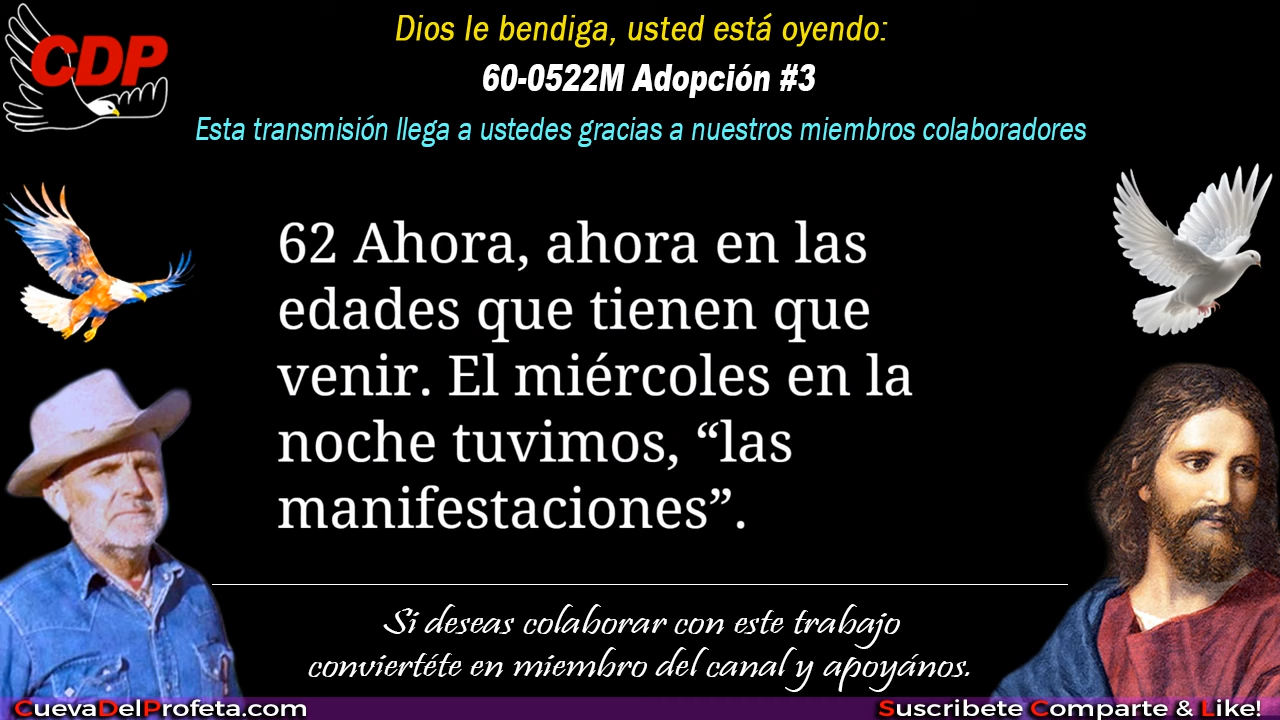 CDP
Dios le bendiga, usted está oyendo:
60-0522M Adopción #3
Esta transmisión llega a ustedes gracias a nuestros miembros colaboradores
62 Ahora, ahora en las
edades que tienen que
venir. El miércoles en la
noche tuvimos, “las
manifestaciones”.
Si deseas colaborar con este trabajo
conviertéte en miembro del canal y apoyános.
CuevaDelProfeta.com
Suscribete Comparte & Like!